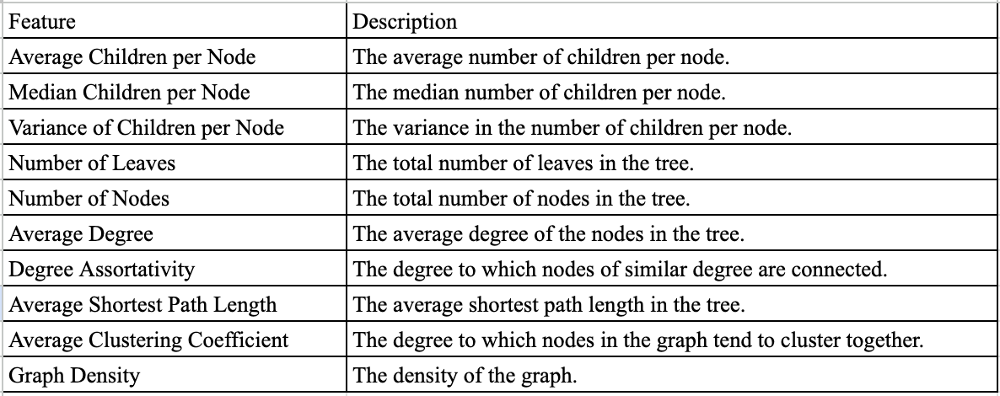 Feature Description
Average Children per Node The average number of children per node.
Median Children per Node The median number of children per node.
Variance of Children per Node The variance in the number of children per node.
Number of Leaves The total number of leaves in the tree.
Number of Nodes The total number of nodes in the tree.
Average Degree The average degree of the nodes in the tree.
Degree Assortativity The degree to which nodes of similar degree are connected.
Average Shortest Path Length The average shortest path length in the tree.
Average Clustering Coefficient The degree to which nodes in the graph tend to cluster together.
Graph Density The density of the graph.